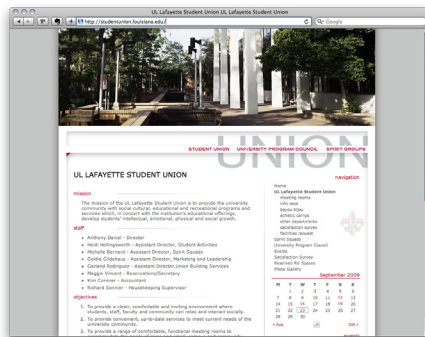 UL Lafayette Student Union UL Lafayette Student Union
http://studentunion.louisiana.edu/
Google
UNION
STUDENT UNION UNIVERSITY PROGRAM COUNCIL SPIRIT GROUPS
UL LAFAYETTE STUDENT UNION
mission
The mission of the UL Lafayette Student Union is to provide the university
community with social cultural, educational and recreational programs and
services which, in concert with the institution's educational offerings,
develop students' intellectual, emotional, physical and social growth.
staff
Anthony Daniel - Director
Heidi Hollingsworth - Assistant Director, Student Activities
Michelle Bernard - Assistant Director, Spirit Squads
Coldie Gildehaus - Assistant Director, Marketing and Leadership
Garland Rodriguez - Assistant Director, Union Building Services
Maggie Vincent - Reservations/Secretary
Kim Cormier - Accountant
Richard Sonnier - Housekeeping Supervisor
objectives
1. To provide a clean, comfortable and inviting environment where
students, staff, faculty and community can relax and interact socially.
2. To provide convenient, up-to-date services to meet current needs of the
university community.
3. To provide a range of comfortable, functional meeting rooms to
navigation
Home
UL Lafayette Student Union
meeting rooms
info desk
bayou bijou
athletic camps
other departments
satisfaction survey
facilities request
Spirit Squads
University Program Council
Events
Satisfaction Survey
Reserved RV Spaces
Photo Gallery
September 2009
M T W T F S S
1 2 3 4 5 6
7 8 9 10 11 12 13
14 15 16 17 18 19 20
21 22 23 24 25 26 27
28 29 30
« Aug Oct »
events